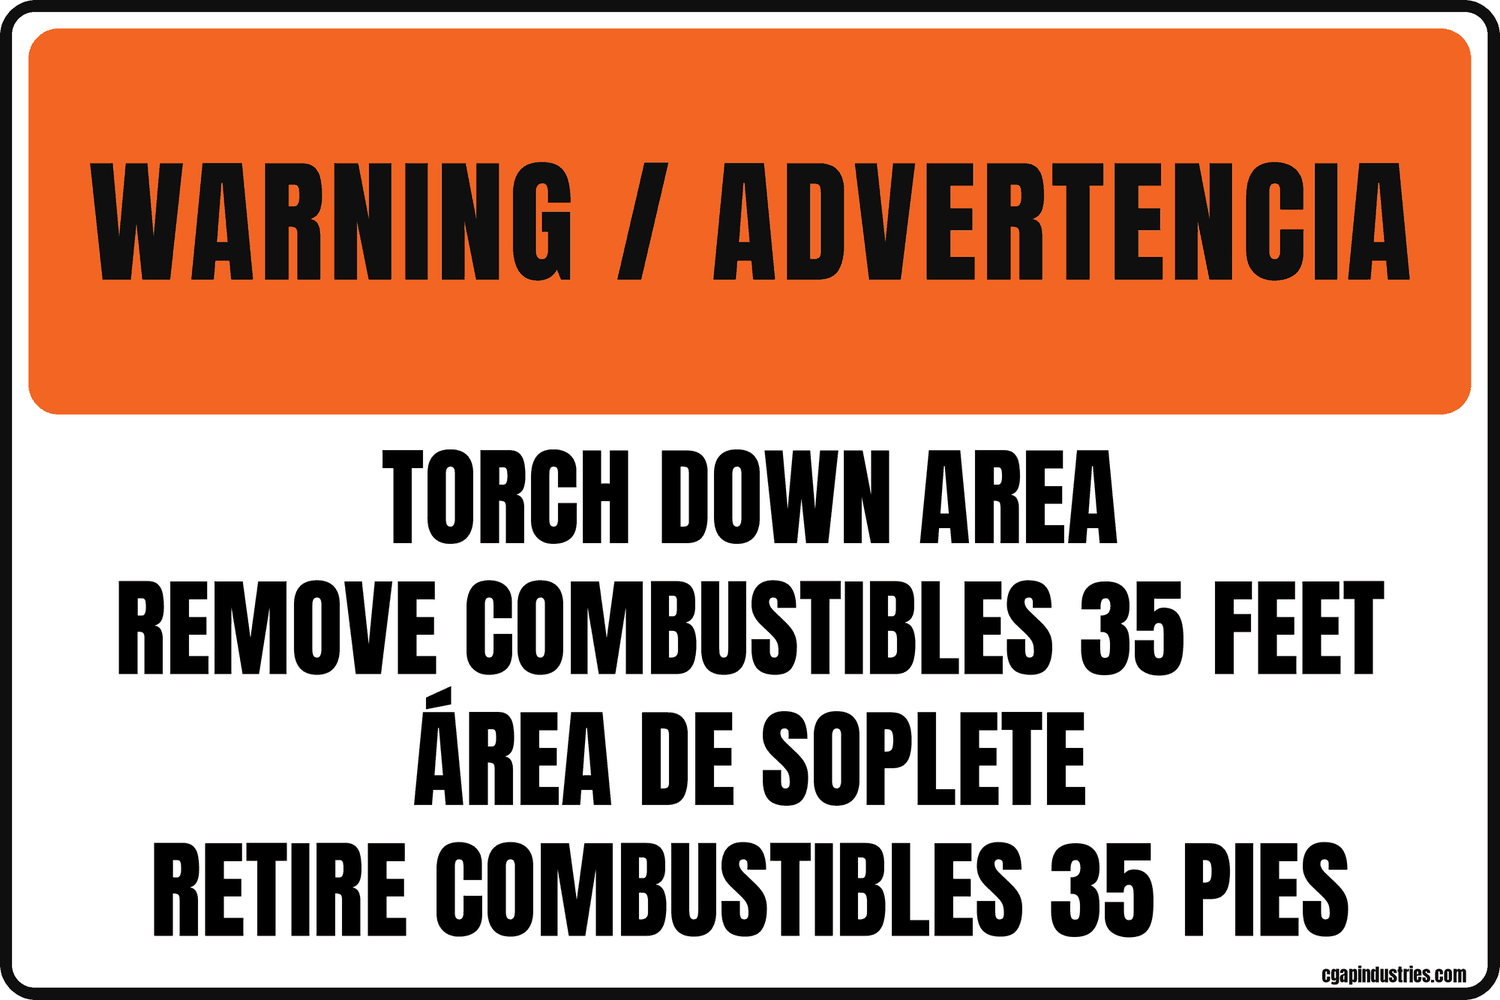 WARNING / ADVERTENCIA
TORCH DOWN AREA
REMOVE COMBUSTIBLES 35 FEET
ÁREA DE SOPLETE
RETIRE COMBUSTIBLES 35 PIES
cgapindustries.com